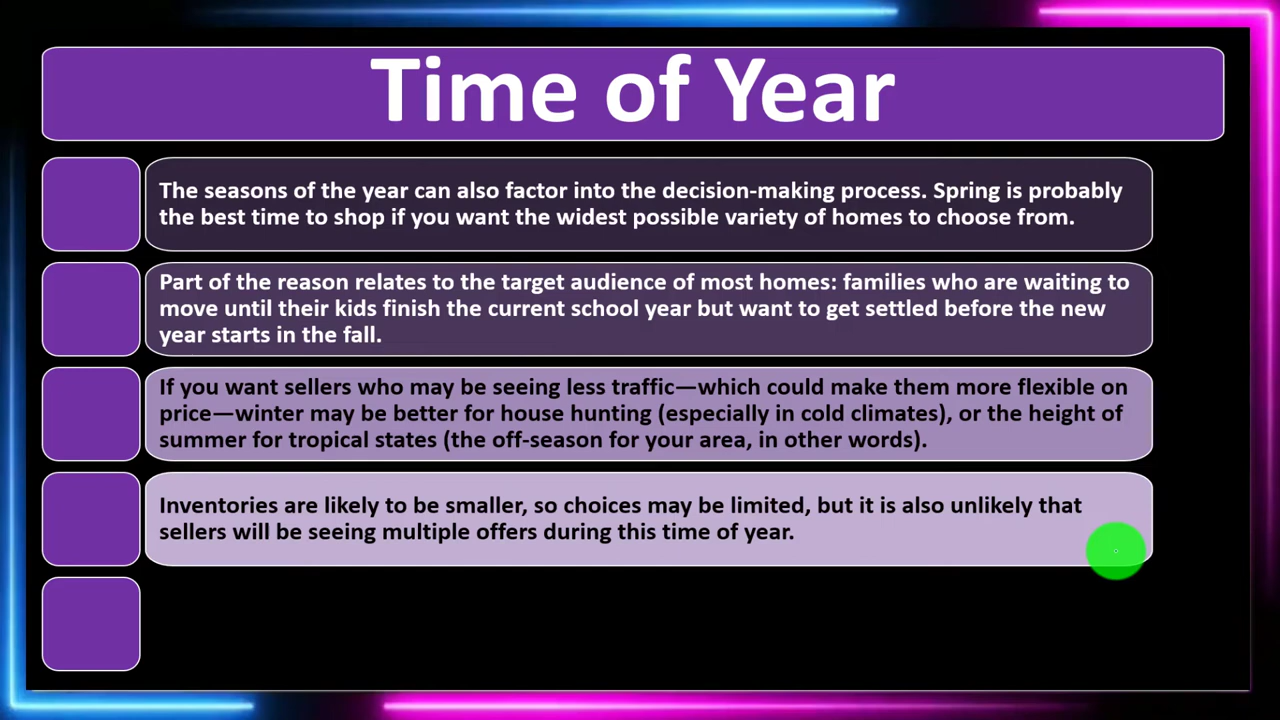 Time of Year
The seasons of the year can also factor into the decision-making process. Spring is probably
the best time to shop if you want the widest possible variety of homes to choose from.
Part of the reason relates to the target audience of most homes: families who are waiting to
move until their kids finish the current school year but want to get settled before the new
year starts in the fall.
If you want sellers who may be seeing less traffic—which could make them more flexible on
price—winter may be better for house hunting (especially in cold climates), or the height of
summer for tropical states (the off-season for your area, in other words).
Inventories are likely to be smaller, so choices may be limited, but it is also unlikely that
sellers will be seeing multiple offers during this time of year.